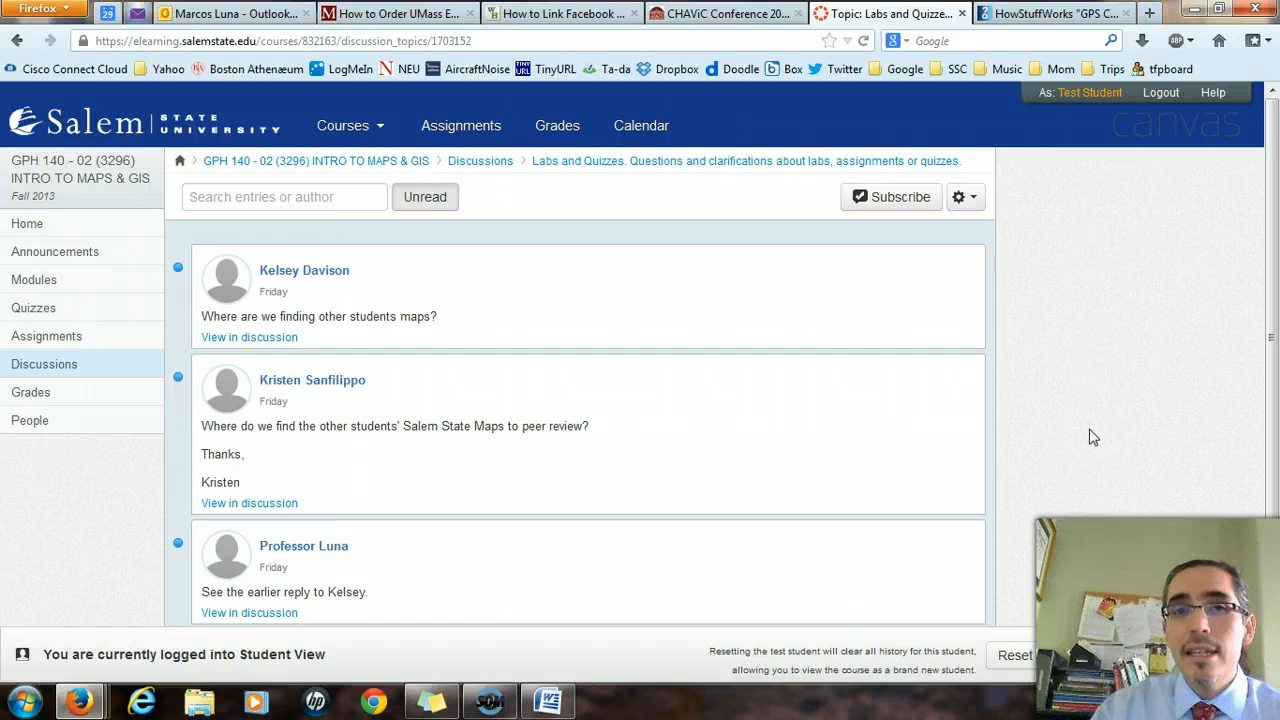 Firefox
Marcos Luna - Outlook...
How to Order UMass E...
How to Link Facebook ...
CHAViC Conference 20...
Topic: Labs and Quizze...
HowStuffWorks "GPS C...
https://elearning.salemstate.edu/courses/832163/discussion_topics/1703152
Google
Cisco Connect Cloud
Yahoo
Boston Athenæum
LogMeIn
NEU
AircraftNoise
TinyURL
Ta-da
Dropbox
Doodle
Box
Twitter
Google
SSC
Music
Mom
Trips
tfpboard
As: Test Student
Logout
Help
Salem STATE UNIVERSITY
Courses
Assignments
Grades
Calendar
canvas
GPH 140 - 02 (3296)
INTRO TO MAPS & GIS
Fall 2013
Home
Announcements
Modules
Quizzes
Assignments
Discussions
Grades
People
GPH 140 - 02 (3296) INTRO TO MAPS & GIS
Discussions
Labs and Quizzes. Questions and clarifications about labs, assignments or quizzes.
Search entries or author
Unread
Subscribe
Kelsey Davison
Friday
Where are we finding other students maps?
View in discussion
Kristen Sanfilippo
Friday
Where do we find the other students' Salem State Maps to peer review?
Thanks,
Kristen
View in discussion
Professor Luna
Friday
See the earlier reply to Kelsey.
View in discussion
You are currently logged into Student View
Resetting the test student will clear all history for this student,
allowing you to view the course as a brand new student.
Reset